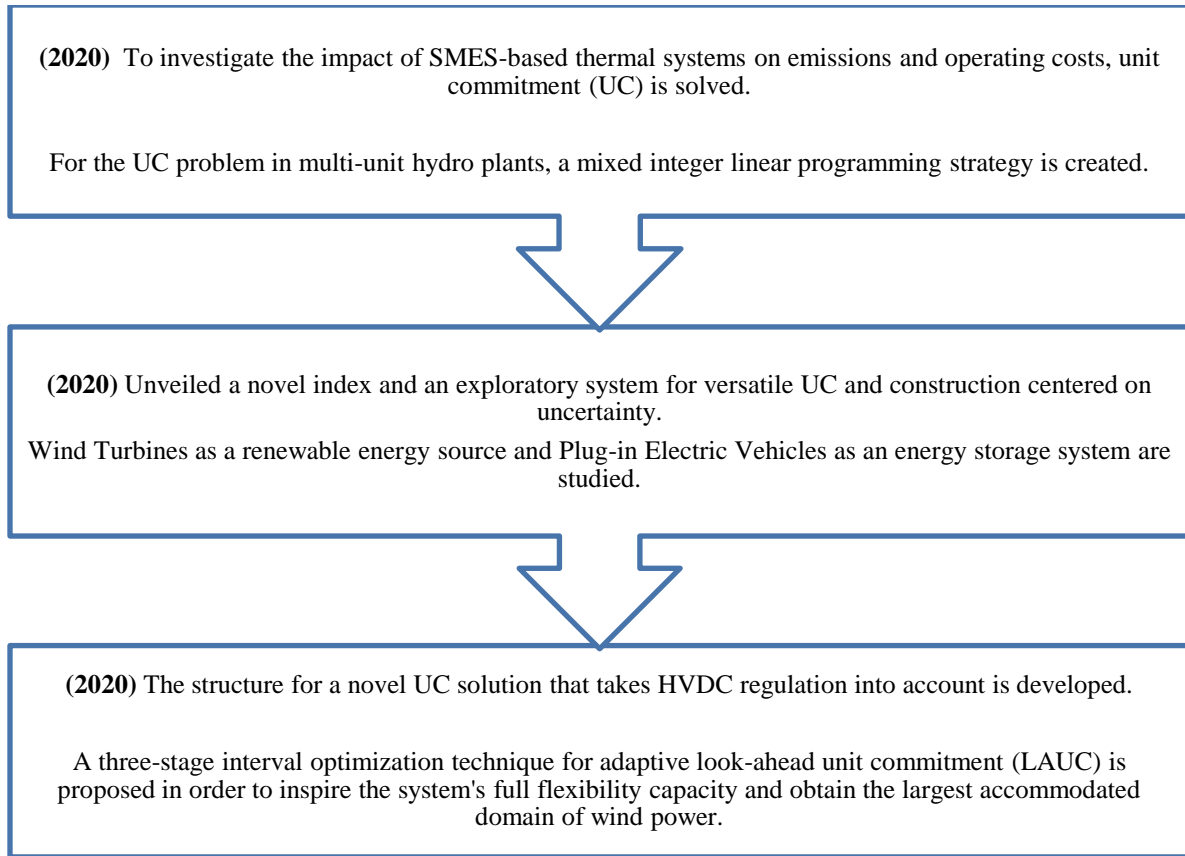 (2020) To investigate the impact of SMES-based thermal systems on emissions and operating costs, unit
commitment (UC) is solved.
For the UC problem in multi-unit hydro plants, a mixed integer linear programming strategy is created.
(2020) Unveiled a novel index and an exploratory system for versatile UC and construction centered on
uncertainty.
Wind Turbines as a renewable energy source and Plug-in Electric Vehicles as an energy storage system are
studied.
(2020) The structure for a novel UC solution that takes HVDC regulation into account is developed.
A three-stage interval optimization technique for adaptive look-ahead unit commitment (LAUC) is
proposed in order to inspire the system's full flexibility capacity and obtain the largest accommodated
domain of wind power.